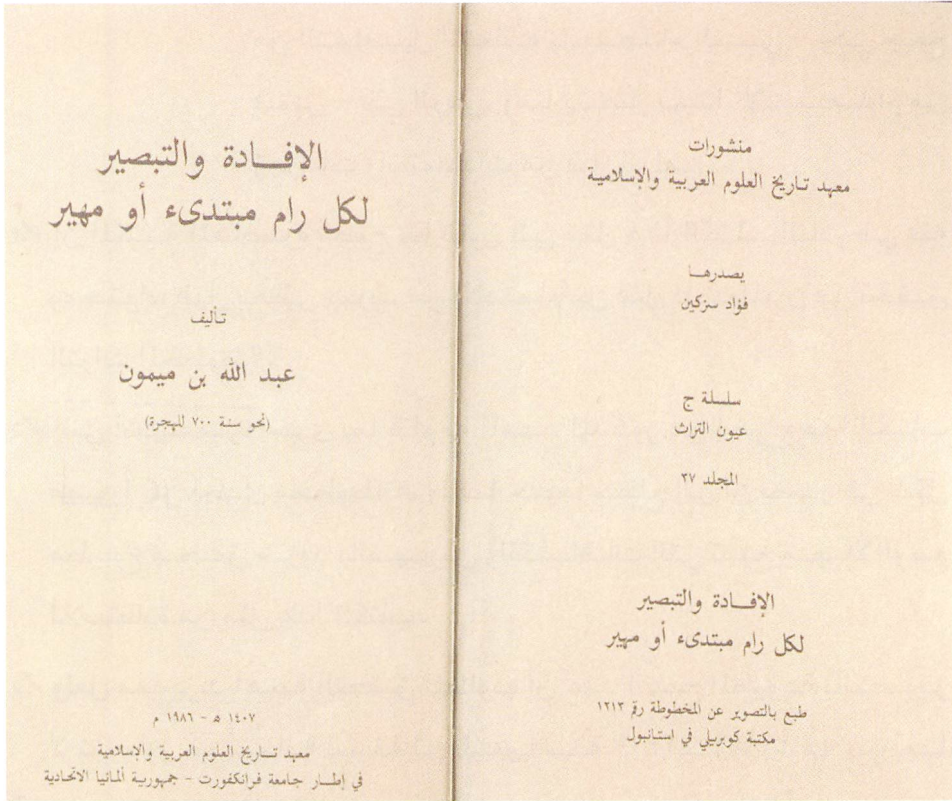 منشورات
معهد تاريخ العلوم العربية والإسلامية
يصدرها
فؤاد سزكين
سلسلة ج
عيون التراث
المجلد ٣٧
الإفادة والتبصير
لكل رام مبتدىء أو مهير
طبع بالتصوير عن المخطوطة رقم ١٢١٣
مكتبة كوبريلي في استانبول
الإفادة والتبصير
لكل رام مبتدىء أو مهير
تأليف
عبد الله بن ميمون
(نحو سنة ٧٠٠ للهجرة)
١٤٠٧ هـ - ١٩٨٦ م
معهد تاريخ العلوم العربية والإسلامية
في إطار جامعة فرانكفورت - جمهورية ألمانيا الاتحادية